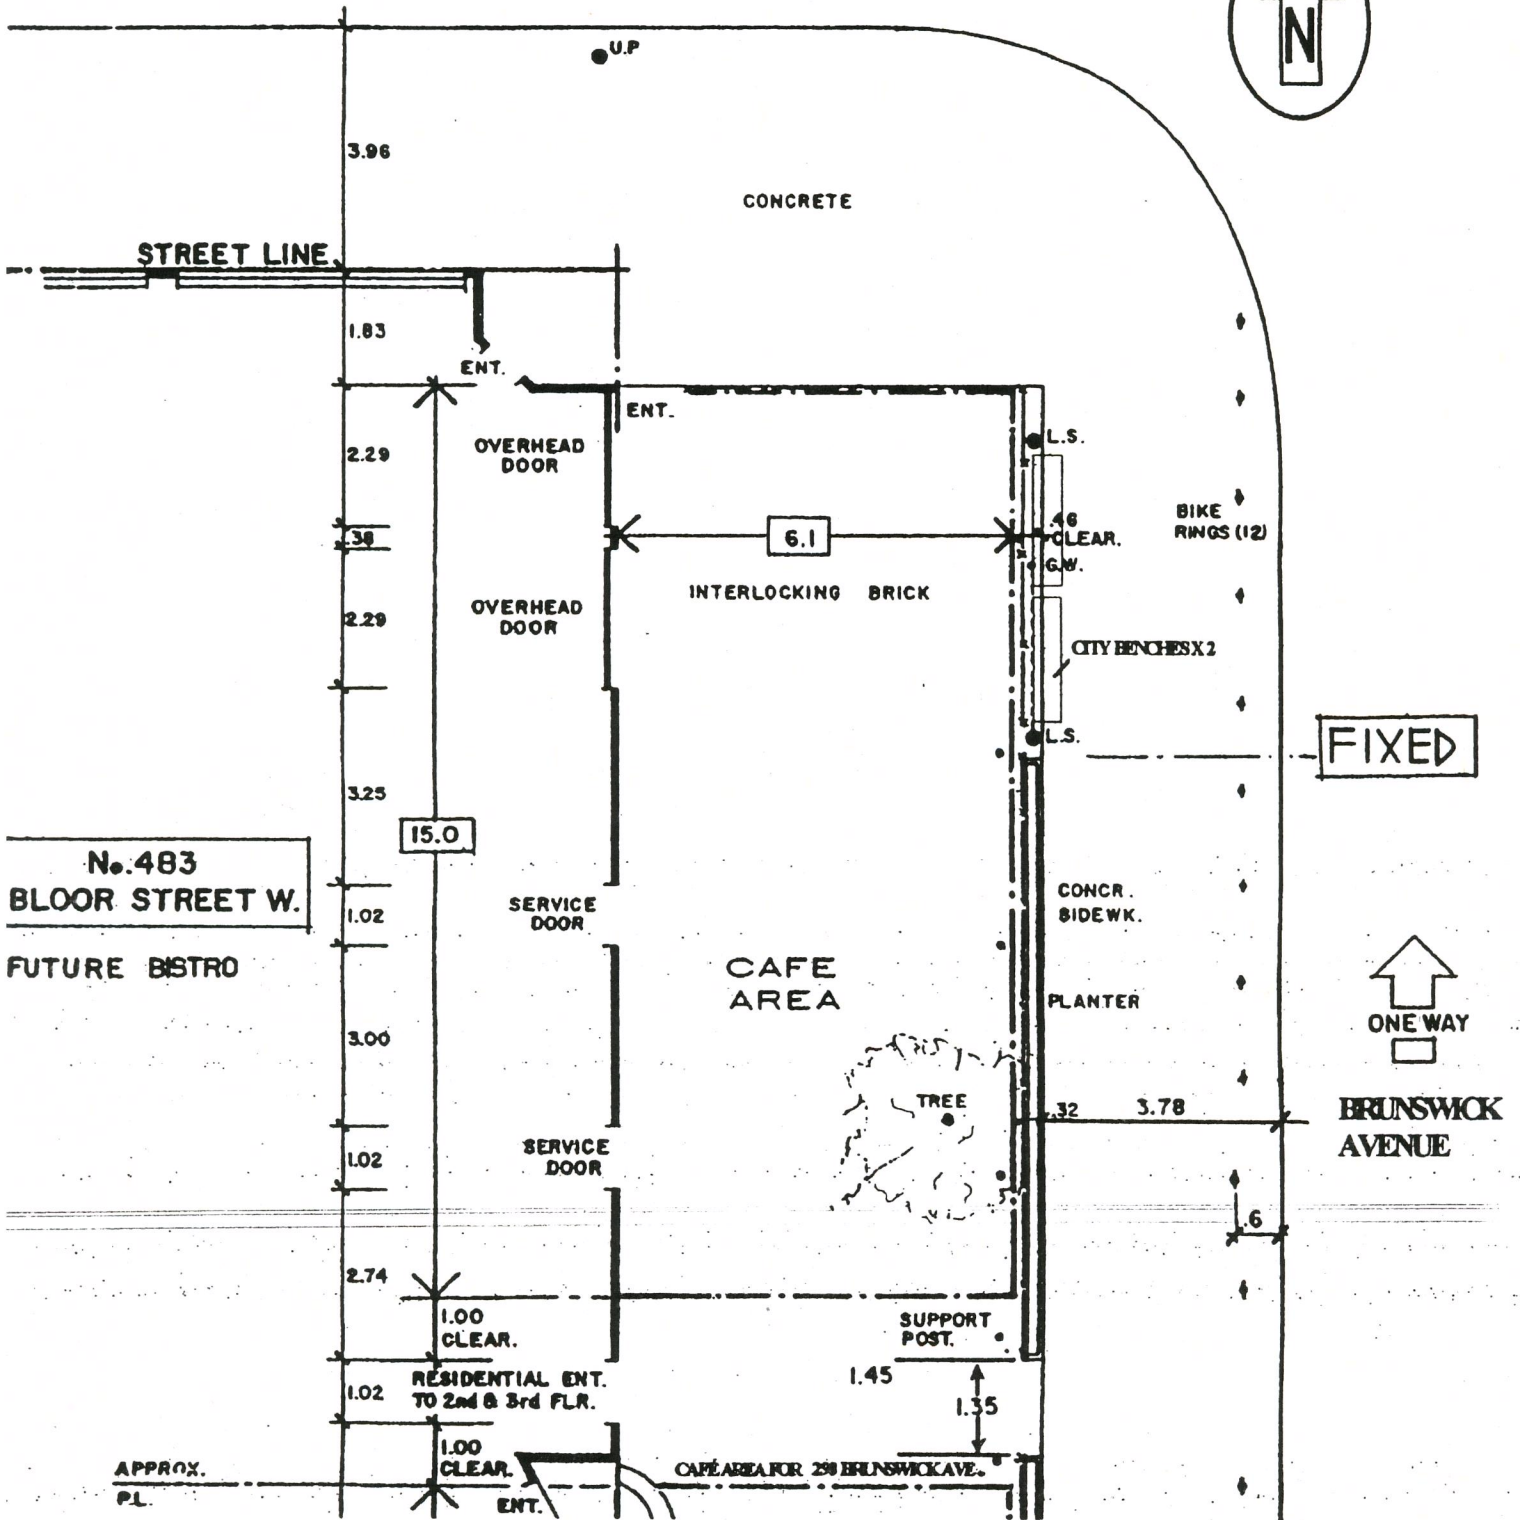 N
U.P
3.96
CONCRETE
STREET LINE
1.83
ENT.
ENT.
OVERHEAD
DOOR
2.29
L.S.
.46
CLEAR.
BIKE
RINGS (12)
.38
6.1
G.W.
INTERLOCKING BRICK
OVERHEAD
DOOR
2.29
CITY BENCHES X 2
L.S.
FIXED
3.25
15.0
No.483
BLOOR STREET W.
SERVICE
DOOR
1.02
CONCR.
SIDEWK.
FUTURE BISTRO
CAFE
AREA
PLANTER
ONE WAY
3.00
TREE
.32
3.78
BRUNSWICK
AVENUE
SERVICE
DOOR
1.02
.6
2.74
1.00
CLEAR.
SUPPORT
POST.
RESIDENTIAL ENT.
TO 2nd & 3rd FLR.
1.02
1.45
1.35
1.00
CLEAR.
APPROX.
P.L.
CAFÉ AREA FOR 298 BRUNSWICK AVE.
ENT.